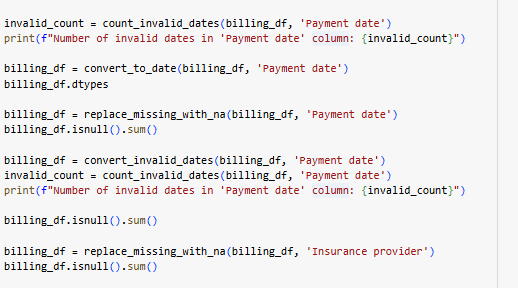 invalid_count = count_invalid_dates(billing_df, 'Payment date')
print(f"Number of invalid dates in 'Payment date' column: {invalid_count}")
billing_df = convert_to_date(billing_df, 'Payment date')
billing_df.dtypes
billing_df = replace_missing_with_na(billing_df, 'Payment date')
billing_df.isnull().sum()
billing_df = convert_invalid_dates(billing_df, 'Payment date')
invalid_count = count_invalid_dates(billing_df, 'Payment date')
print(f"Number of invalid dates in 'Payment date' column: {invalid_count}")
billing_df.isnull().sum()
billing_df = replace_missing_with_na(billing_df, 'Insurance provider')
billing_df.isnull().sum()